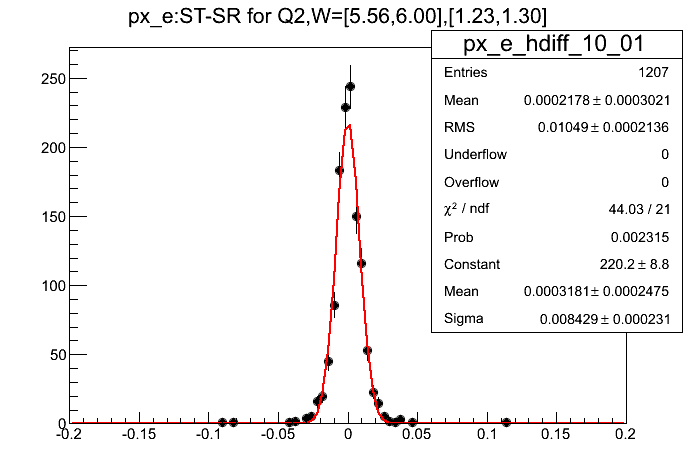 px_e:ST-SR for Q2,W=[5.56,6.00],[1.23,1.30]
px_e_hdiff_10_01
Entries 1207
Mean 0.0002178 ± 0.0003021
RMS 0.01049 ± 0.0002136
Underflow 0
Overflow 0
χ² / ndf 44.03 / 21
Prob 0.002315
Constant 220.2 ± 8.8
Mean 0.0003181 ± 0.0002475
Sigma 0.008429 ± 0.000231
250
200
150
100
50
0
-0.2 -0.15 -0.1 -0.05 0 0.05 0.1 0.15 0.2